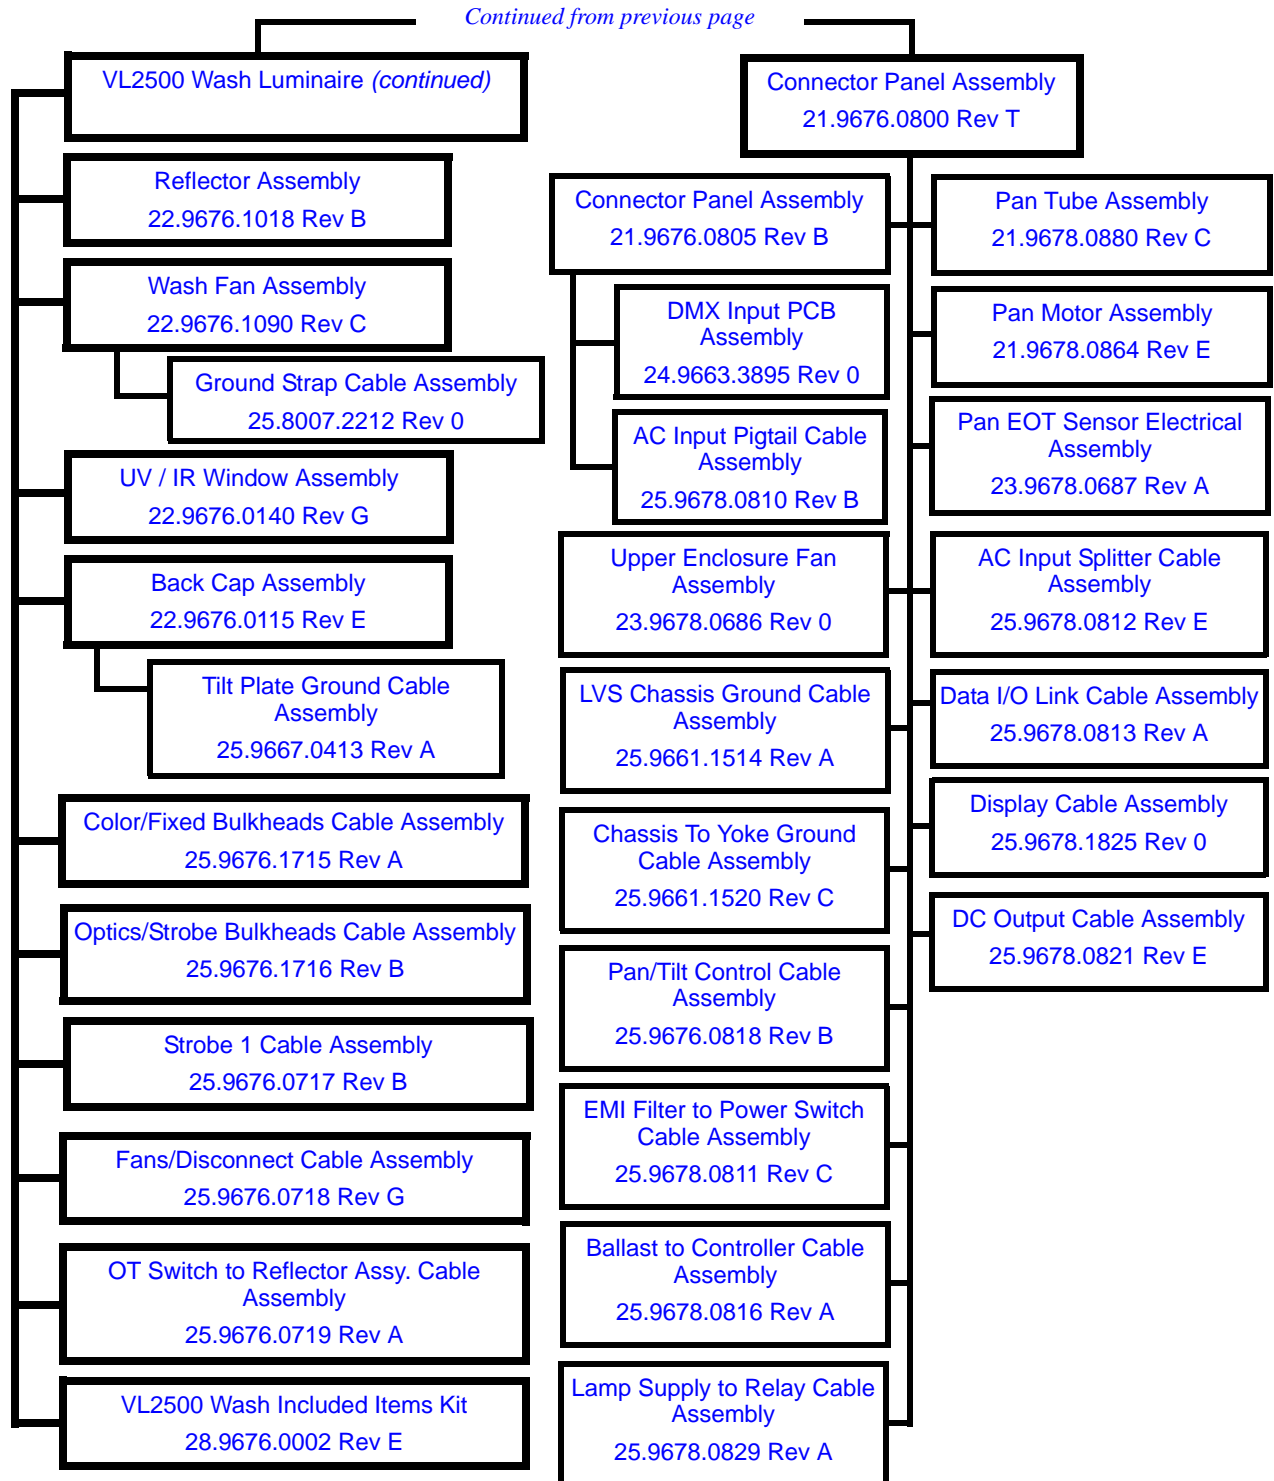 Continued from previous page
VL2500 Wash Luminaire (continued)
Reflector Assembly
22.9676.1018 Rev B
Wash Fan Assembly
22.9676.1090 Rev C
Ground Strap Cable Assembly
25.8007.2212 Rev 0
UV / IR Window Assembly
22.9676.0140 Rev G
Back Cap Assembly
22.9676.0115 Rev E
Tilt Plate Ground Cable
Assembly
25.9667.0413 Rev A
Color/Fixed Bulkheads Cable Assembly
25.9676.1715 Rev A
Optics/Strobe Bulkheads Cable Assembly
25.9676.1716 Rev B
Strobe 1 Cable Assembly
25.9676.0717 Rev B
Fans/Disconnect Cable Assembly
25.9676.0718 Rev G
OT Switch to Reflector Assy. Cable
Assembly
25.9676.0719 Rev A
VL2500 Wash Included Items Kit
28.9676.0002 Rev E
Connector Panel Assembly
21.9676.0800 Rev T
Connector Panel Assembly
21.9676.0805 Rev B
DMX Input PCB
Assembly
24.9663.3895 Rev 0
AC Input Pigtail Cable
Assembly
25.9678.0810 Rev B
Upper Enclosure Fan
Assembly
23.9678.0686 Rev 0
LVS Chassis Ground Cable
Assembly
25.9661.1514 Rev A
Chassis To Yoke Ground
Cable Assembly
25.9661.1520 Rev C
Pan/Tilt Control Cable
Assembly
25.9676.0818 Rev B
EMI Filter to Power Switch
Cable Assembly
25.9678.0811 Rev C
Ballast to Controller Cable
Assembly
25.9678.0816 Rev A
Lamp Supply to Relay Cable
Assembly
25.9678.0829 Rev A
Pan Tube Assembly
21.9678.0880 Rev C
Pan Motor Assembly
21.9678.0864 Rev E
Pan EOT Sensor Electrical
Assembly
23.9678.0687 Rev A
AC Input Splitter Cable
Assembly
25.9678.0812 Rev E
Data I/O Link Cable Assembly
25.9678.0813 Rev A
Display Cable Assembly
25.9678.1825 Rev 0
DC Output Cable Assembly
25.9678.0821 Rev E